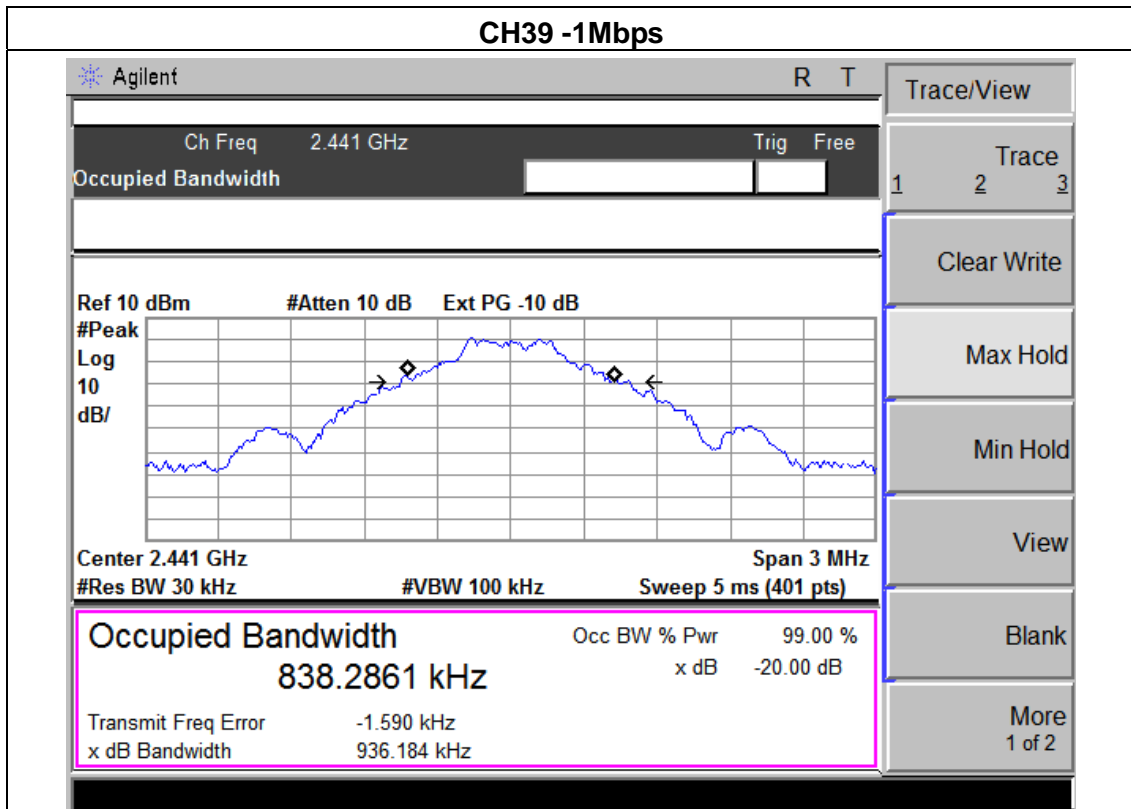 CH39 -1Mbps
Agilent
R T
Trace/View
Ch Freq 2.441 GHz
Trig Free
Occupied Bandwidth
Trace
1 2 3
Clear Write
Ref 10 dBm #Atten 10 dB Ext PG -10 dB
#Peak
Log
10
dB/
Max Hold
Min Hold
View
Center 2.441 GHz
Span 3 MHz
#Res BW 30 kHz #VBW 100 kHz Sweep 5 ms (401 pts)
Occupied Bandwidth
838.2861 kHz
Occ BW % Pwr 99.00 %
x dB -20.00 dB
Transmit Freq Error -1.590 kHz
x dB Bandwidth 936.184 kHz
Blank
More
1 of 2